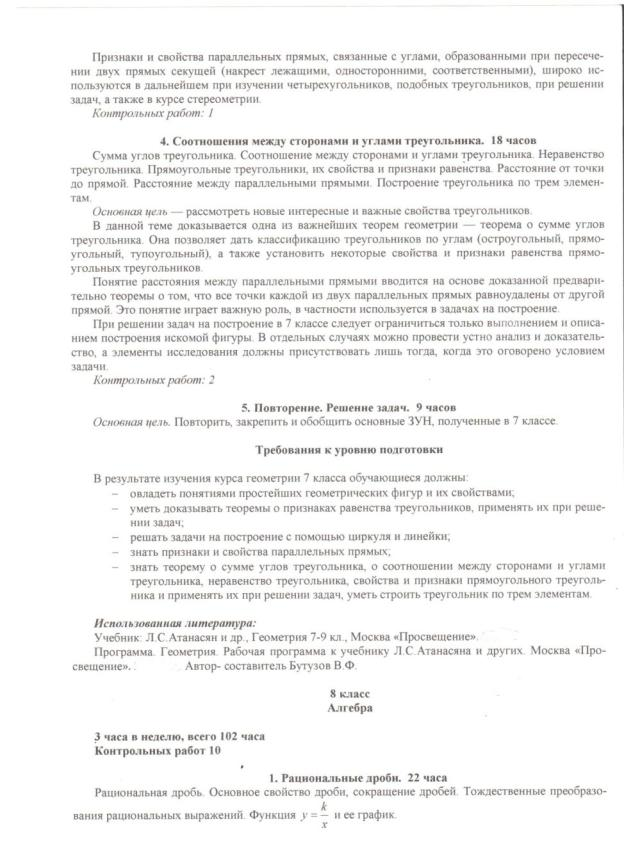 Признаки и свойства параллельных прямых, связанные с углами, образованными при пересече-
нии двух прямых секущей (накрест лежащими, односторонними, соответственными), широко ис-
пользуются в дальнейшем при изучении четырехугольников, подобных треугольников, при решении
задач, а также в курсе стереометрии.
Контрольных работ: 1
4. Соотношения между сторонами и углами треугольника. 18 часов
Сумма углов треугольника. Соотношение между сторонами и углами треугольника. Неравенство
треугольника. Прямоугольные треугольники, их свойства и признаки равенства. Расстояние от точки
до прямой. Расстояние между параллельными прямыми. Построение треугольника по трем элемен-
там.
Основная цель — рассмотреть новые интересные и важные свойства треугольников.
В данной теме доказывается одна из важнейших теорем геометрии — теорема о сумме углов
треугольника. Она позволяет дать классификацию треугольников по углам (остроугольный, прямо-
угольный, тупоугольный), а также установить некоторые свойства и признаки равенства прямо-
угольных треугольников.
Понятие расстояния между параллельными прямыми вводится на основе доказанной предвари-
тельно теоремы о том, что все точки каждой из двух параллельных прямых равноудалены от другой
прямой. Это понятие играет важную роль, в частности используется в задачах на построение.
При решении задач на построение в 7 классе следует ограничиться только выполнением и описа-
нием построения искомой фигуры. В отдельных случаях можно провести устно анализ и доказатель-
ство, а элементы исследования должны присутствовать лишь тогда, когда это оговорено условием
задачи.
Контрольных работ: 2
5. Повторение. Решение задач. 9 часов
Основная цель. Повторить, закрепить и обобщить основные ЗУН, полученные в 7 классе.
Требования к уровню подготовки
В результате изучения курса геометрии 7 класса обучающиеся должны:
– овладеть понятиями простейших геометрических фигур и их свойствами;
– уметь доказывать теоремы о признаках равенства треугольников, применять их при реше-
нии задач;
– решать задачи на построение с помощью циркуля и линейки;
– знать признаки и свойства параллельных прямых;
– знать теорему о сумме углов треугольника, о соотношении между сторонами и углами
треугольника, неравенство треугольника, свойства и признаки прямоугольного треуголь-
ника и применять их при решении задач, уметь строить треугольник по трем элементам.
Использованная литература:
Учебник: Л.С.Атанасян и др., Геометрия 7-9 кл., Москва «Просвещение».
Программа. Геометрия. Рабочая программа к учебнику Л.С.Атанасяна и других. Москва «Про-
свещение». Автор- составитель Бутузов В.Ф.
8 класс
Алгебра
3 часа в неделю, всего 102 часа
Контрольных работ 10
1. Рациональные дроби. 22 часа
Рациональная дробь. Основное свойство дроби, сокращение дробей. Тождественные преобразо-
вания рациональных выражений. Функция y = k/x и ее график.